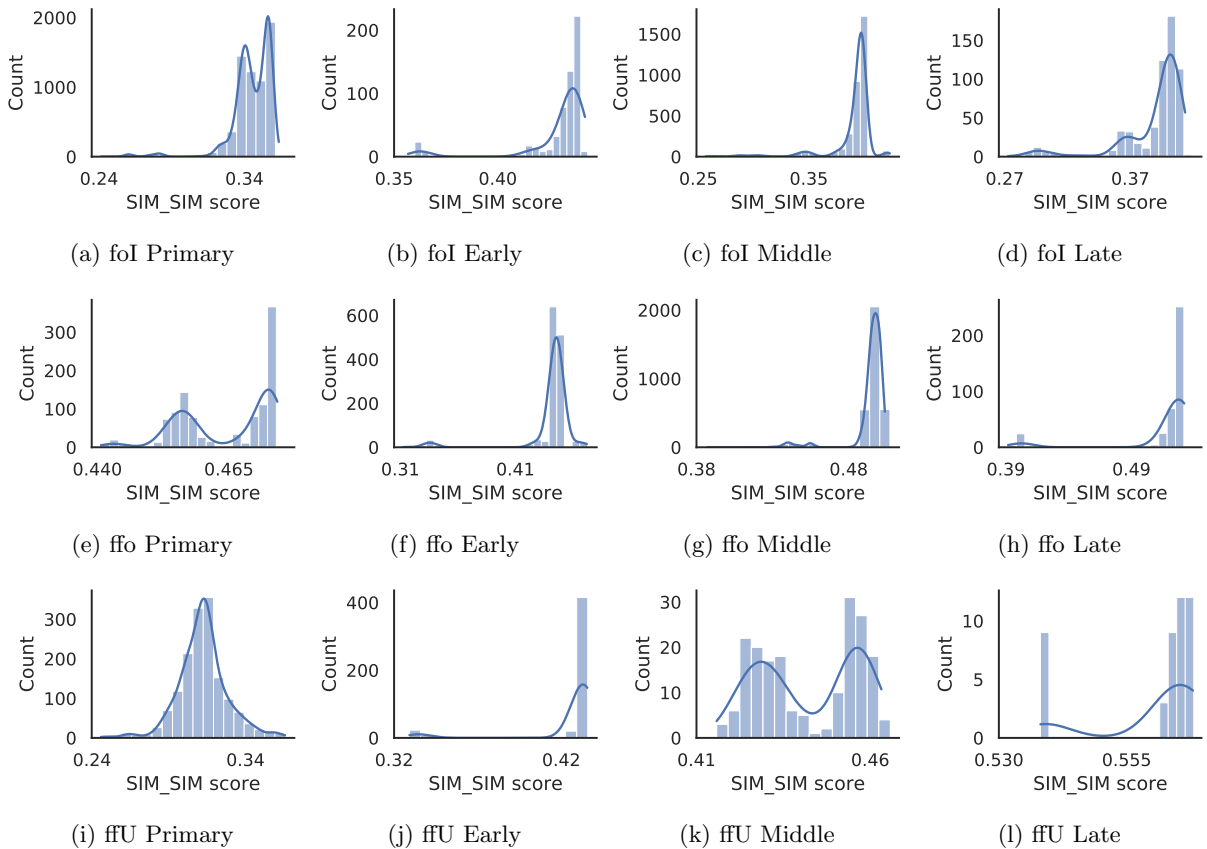 2000
1000
0
Count
0.24 0.34
SIM_SIM score
(a) foI Primary
200
100
0
Count
0.35 0.40
SIM_SIM score
(b) foI Early
1500
1000
500
0
Count
0.25 0.35
SIM_SIM score
(c) foI Middle
150
100
50
0
Count
0.27 0.37
SIM_SIM score
(d) foI Late
300
200
100
0
Count
0.440 0.465
SIM_SIM score
(e) ffo Primary
600
400
200
0
Count
0.31 0.41
SIM_SIM score
(f) ffo Early
2000
1000
0
Count
0.38 0.48
SIM_SIM score
(g) ffo Middle
200
100
0
Count
0.39 0.49
SIM_SIM score
(h) ffo Late
300
200
100
0
Count
0.24 0.34
SIM_SIM score
(i) ffU Primary
400
200
0
Count
0.32 0.42
SIM_SIM score
(j) ffU Early
30
20
10
0
Count
0.41 0.46
SIM_SIM score
(k) ffU Middle
10
5
0
Count
0.530 0.555
SIM_SIM score
(l) ffU Late